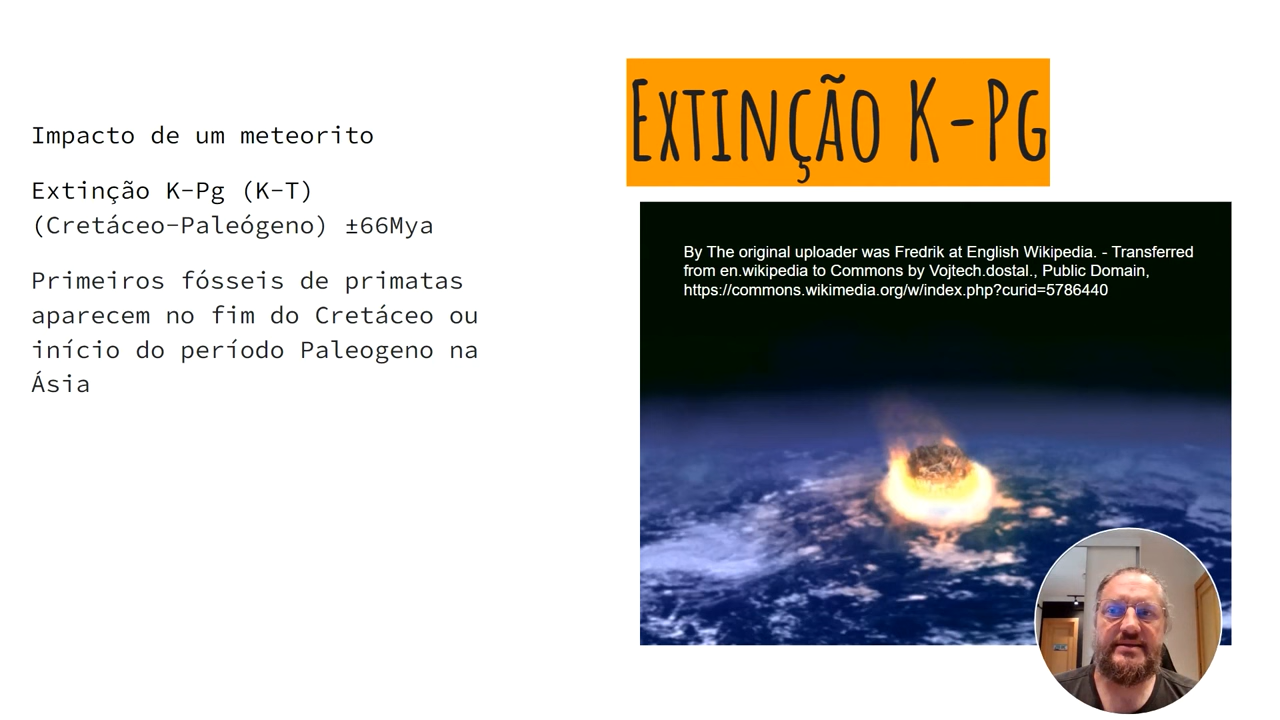 Impacto de um meteorito
Extinção K-Pg (K-T)
(Cretáceo-Paleógeno) ±66Mya
Primeiros fósseis de primatas
aparecem no fim do Cretáceo ou
início do período Paleogeno na
Ásia
Extinção K-Pg
By The original uploader was Fredrik at English Wikipedia. - Transferred
from en.wikipedia to Commons by Vojtech.dostal., Public Domain,
https://commons.wikimedia.org/w/index.php?curid=5786440